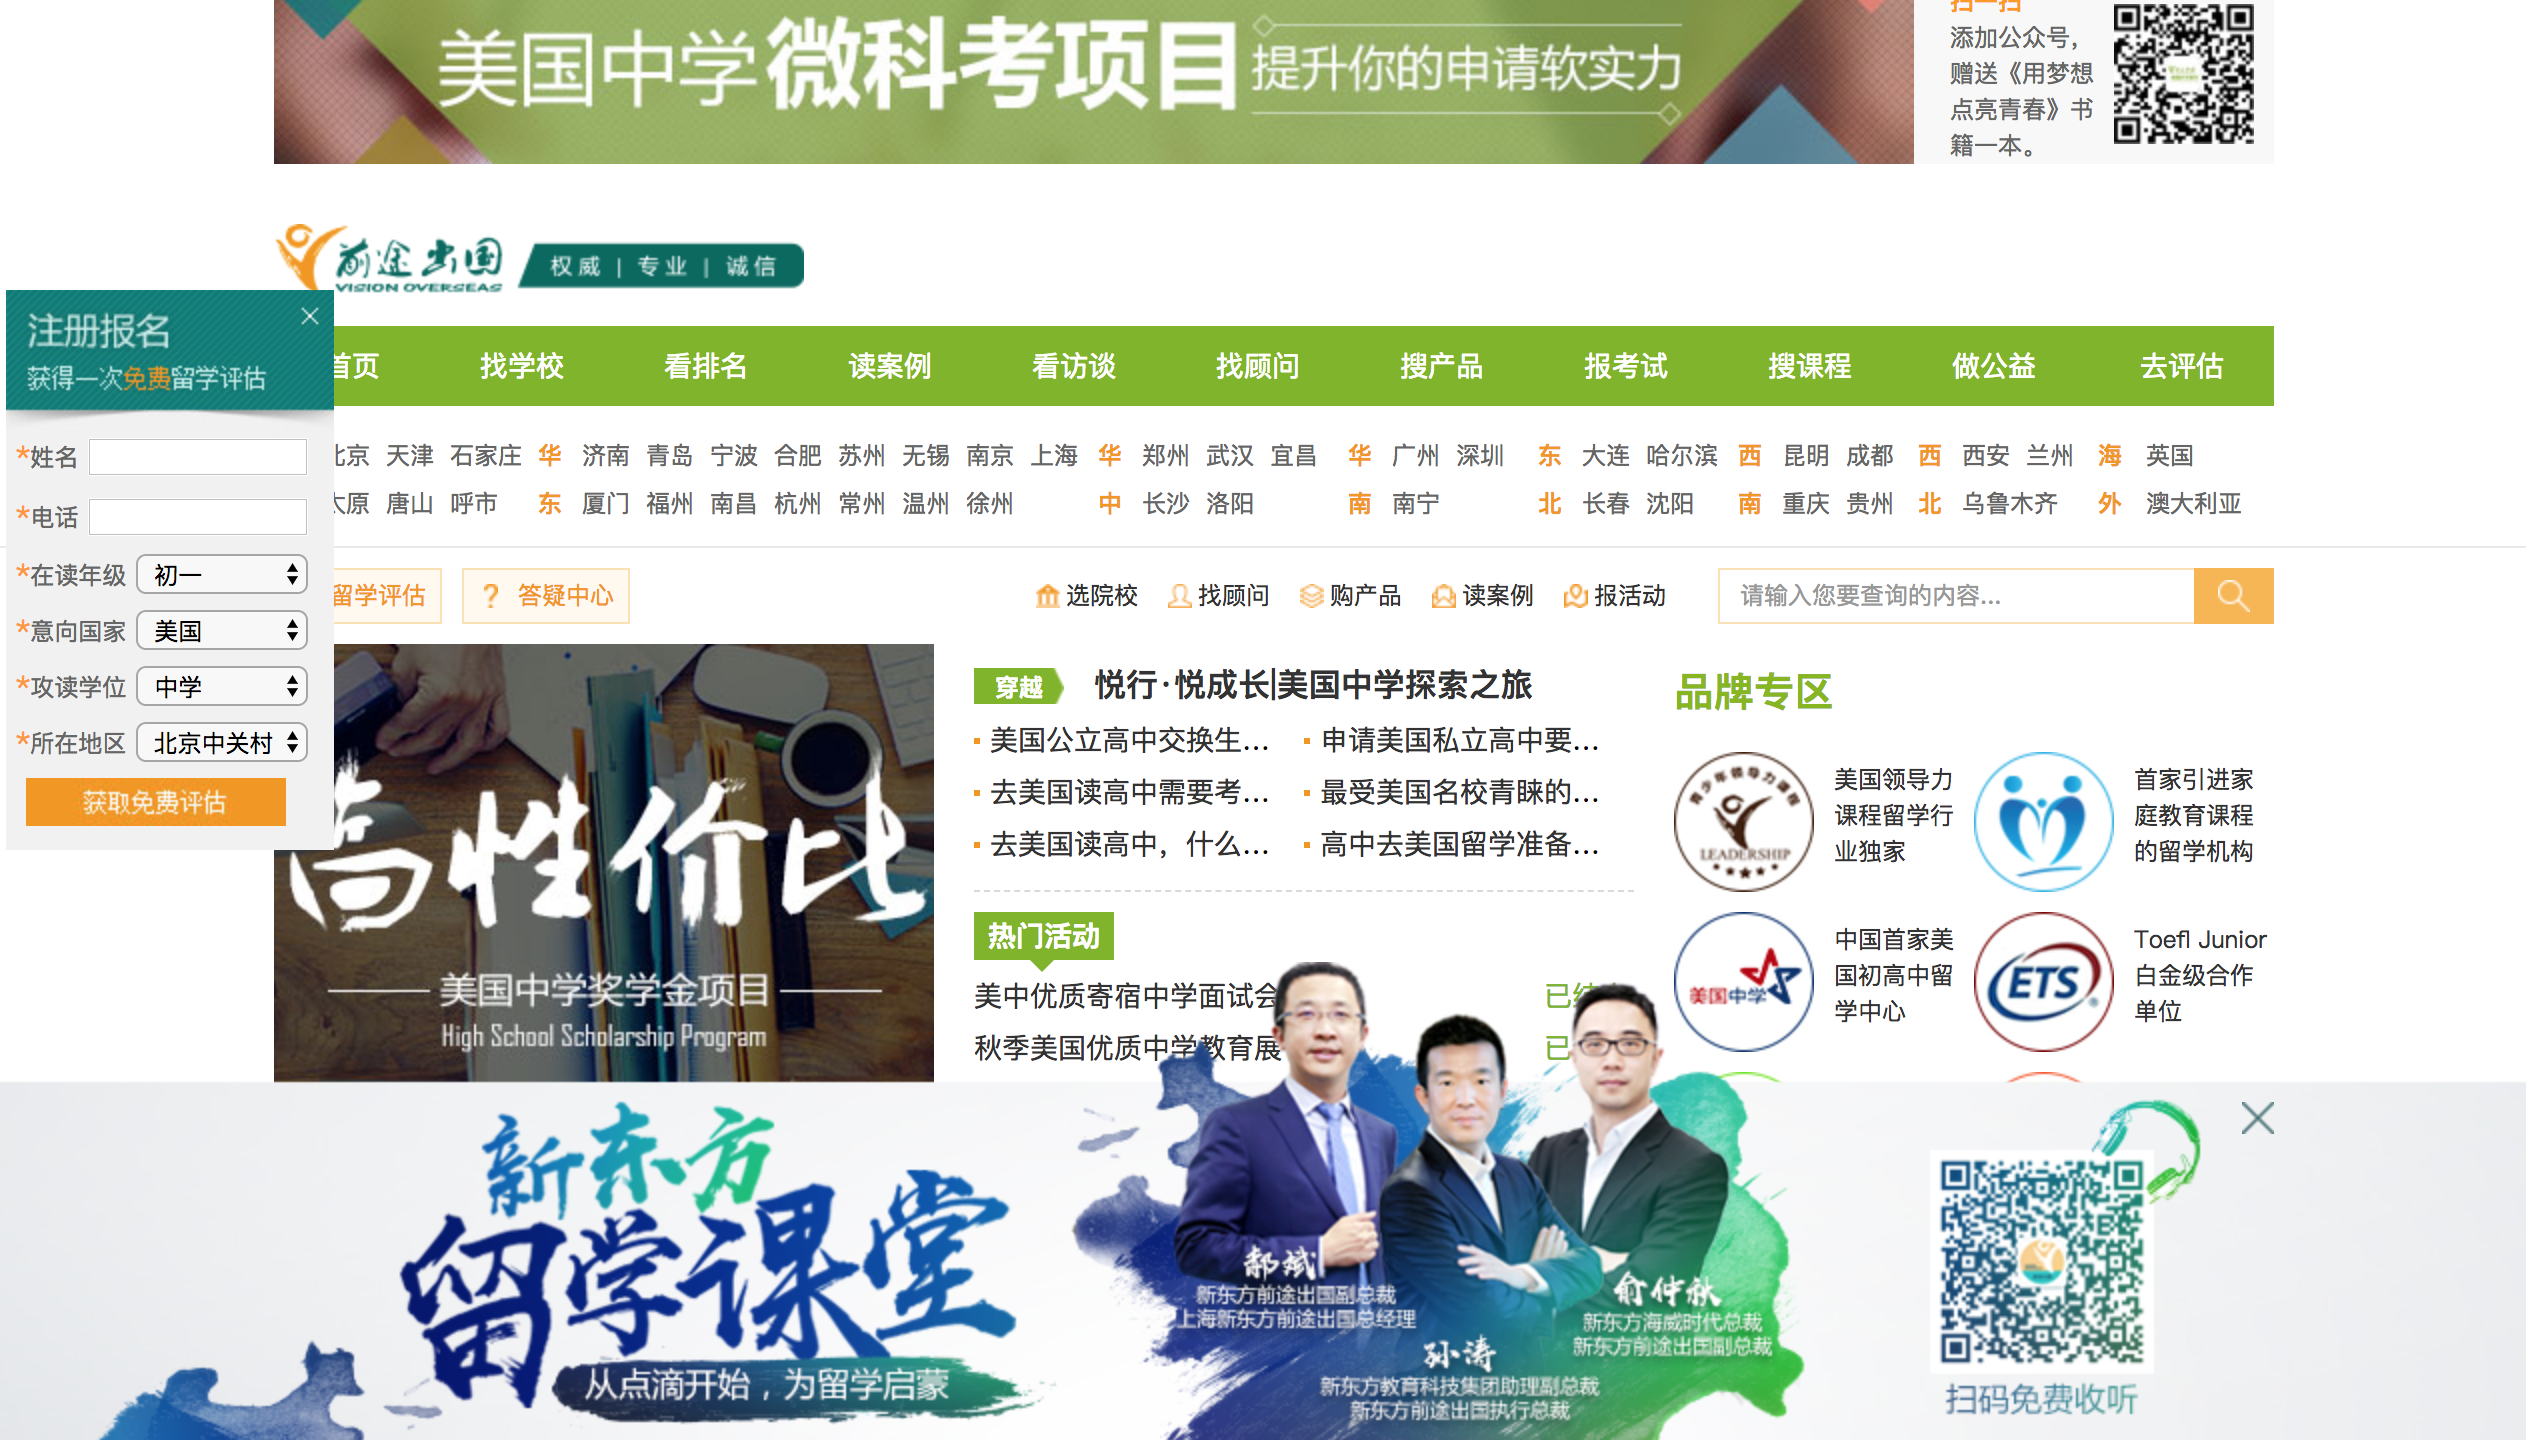 扫一扫
美国中学微科考项目 提升你的申请软实力
添加公众号，
赠送《用梦想
点亮青春》书
籍一本。
前途出国
VISION OVERSEAS
权威 | 专业 | 诚信
注册报名
获得一次免费留学评估
*姓名
*电话
*在读年级 初一
*意向国家 美国
*攻读学位 中学
*所在地区 北京中关村
获取免费评估
首页 找学校 看排名 读案例 看访谈 找顾问 搜产品 报考试 搜课程 做公益 去评估
北京 天津 石家庄 华 济南 青岛 宁波 合肥 苏州 无锡 南京 上海 华 郑州 武汉 宜昌 华 广州 深圳 东 大连 哈尔滨 西 昆明 成都 西 西安 兰州 海 英国
太原 唐山 呼市 东 厦门 福州 南昌 杭州 常州 温州 徐州 中 长沙 洛阳 南 南宁 北 长春 沈阳 南 重庆 贵州 北 乌鲁木齐 外 澳大利亚
留学评估 ? 答疑中心 选院校 找顾问 购产品 读案例 报活动 请输入您要查询的内容...
高性价比
美国中学奖学金项目
High School Scholarship Program
穿越 悦行·悦成长|美国中学探索之旅
美国公立高中交换生... 申请美国私立高中要...
去美国读高中需要考... 最受美国名校青睐的...
去美国读高中，什么... 高中去美国留学准备...
热门活动
美中优质寄宿中学面试会 已结
秋季美国优质中学教育展 已
品牌专区
青少年领导力课程
LEADERSHIP
美国领导力
课程留学行
业独家
首家引进家
庭教育课程
的留学机构
美国中学
中国首家美
国初高中留
学中心
ETS
Toefl Junior
白金级合作
单位
新东方
留学课堂
从点滴开始，为留学启蒙
郝斌
新东方前途出国副总裁
上海新东方前途出国总经理
孙涛
新东方教育科技集团助理副总裁
新东方前途出国执行总裁
俞仲秋
新东方海威时代总裁
新东方前途出国副总裁
扫码免费收听